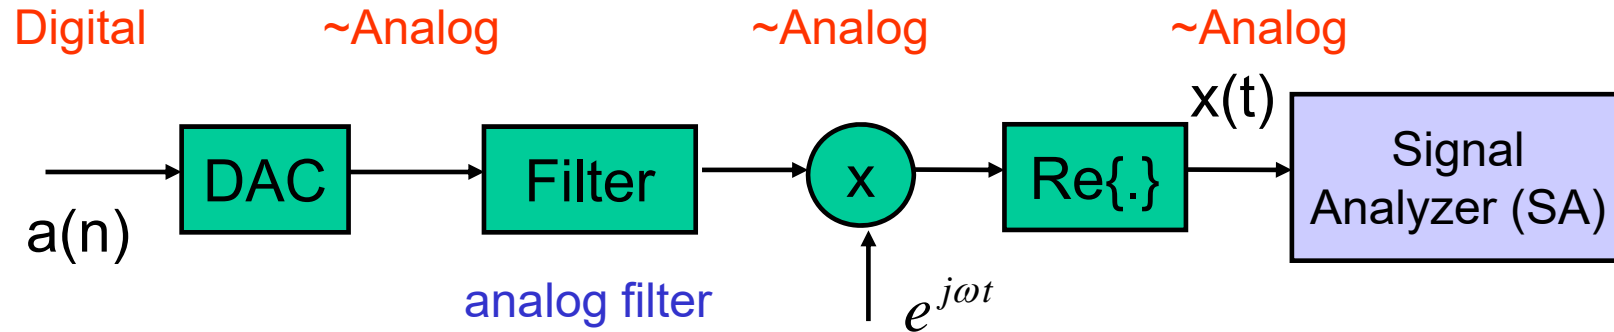 Digital
~Analog
~Analog
~Analog
x(t)
DAC
Filter
x
Re{.}
Signal
Analyzer (SA)
a(n)
analog filter
e^{jωt}